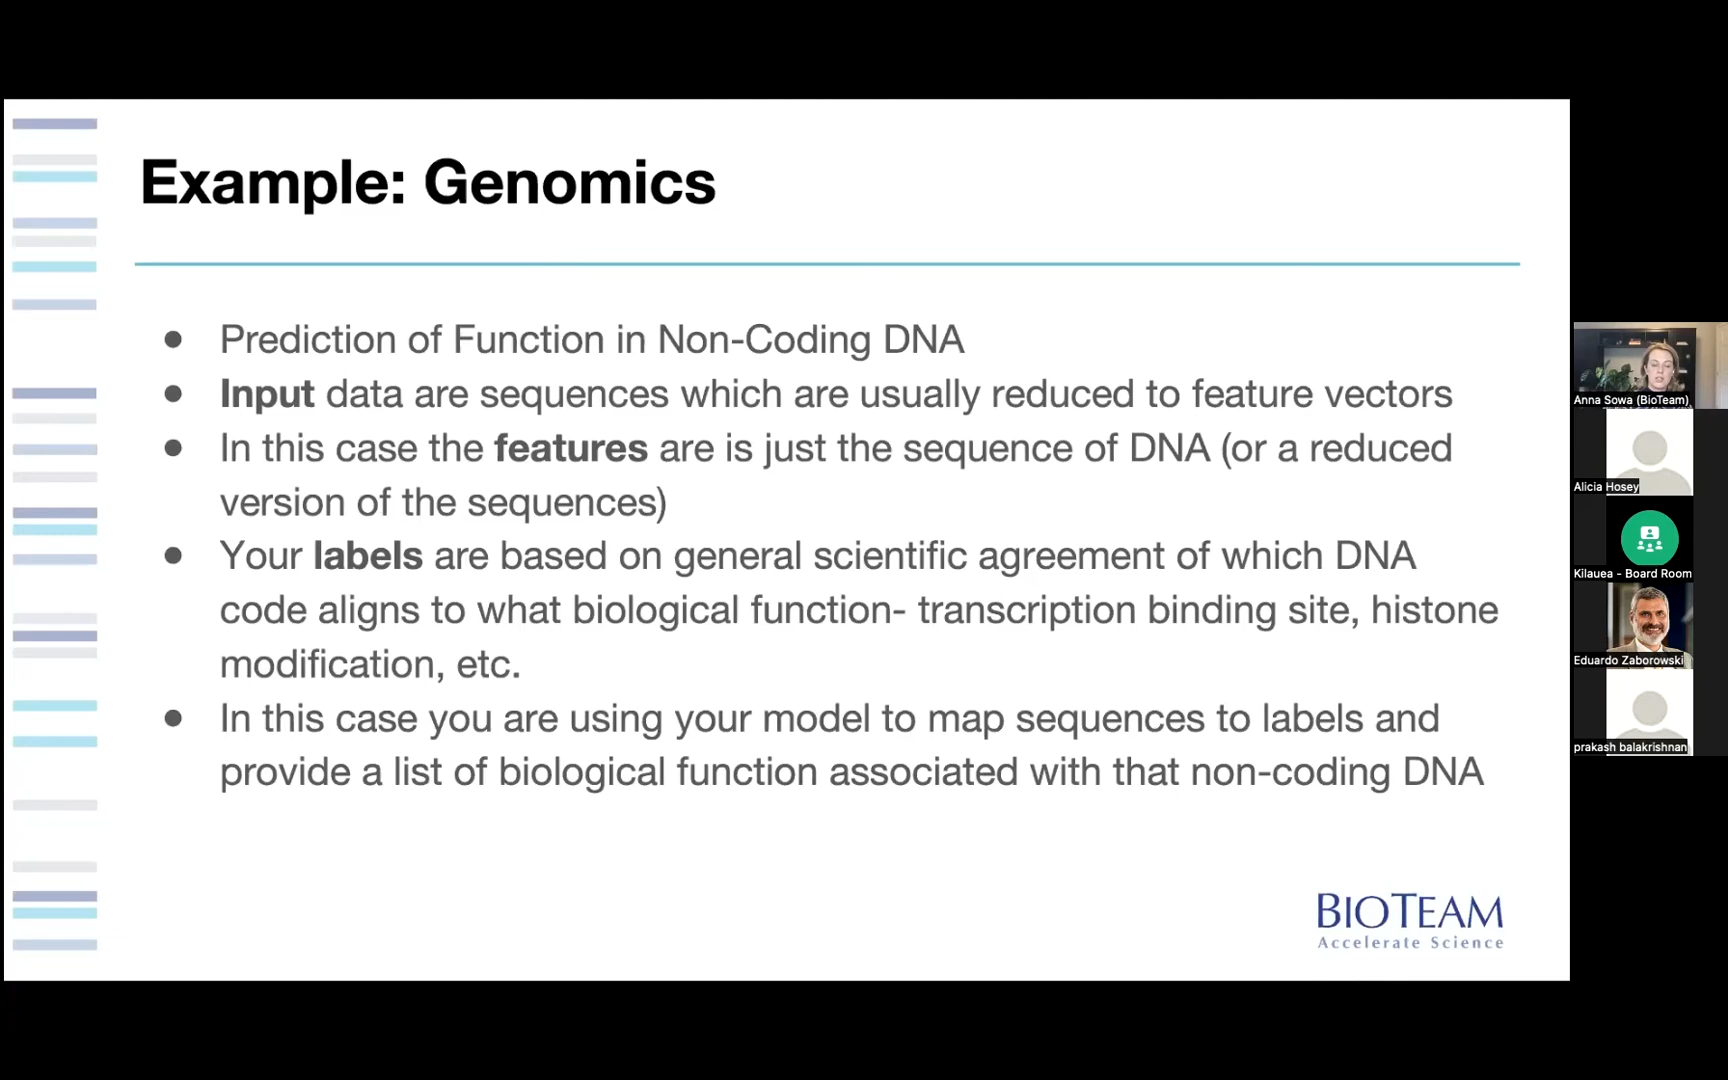 Example: Genomics
Prediction of Function in Non-Coding DNA
Input data are sequences which are usually reduced to feature vectors
In this case the features are is just the sequence of DNA (or a reduced
version of the sequences)
Your labels are based on general scientific agreement of which DNA
code aligns to what biological function- transcription binding site, histone
modification, etc.
In this case you are using your model to map sequences to labels and
provide a list of biological function associated with that non-coding DNA
BIOTEAM
Accelerate Science
Anna Sowa (BioTeam)
Alicia Hosey
Kilauea - Board Room
Eduardo Zaborowski
prakash balakrishnan